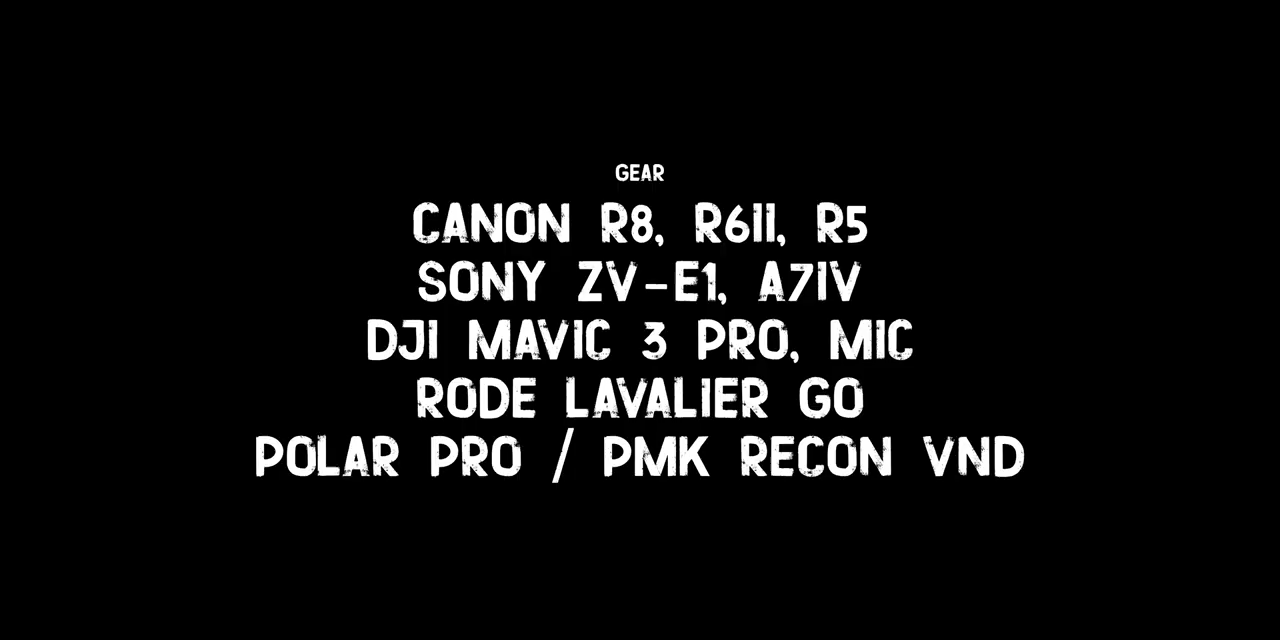 GEAR
CANON R8, R6II, R5
SONY ZV-E1, A7IV
DJI MAVIC 3 PRO, MIC
RODE LAVALIER GO
POLAR PRO / PMK RECON VND